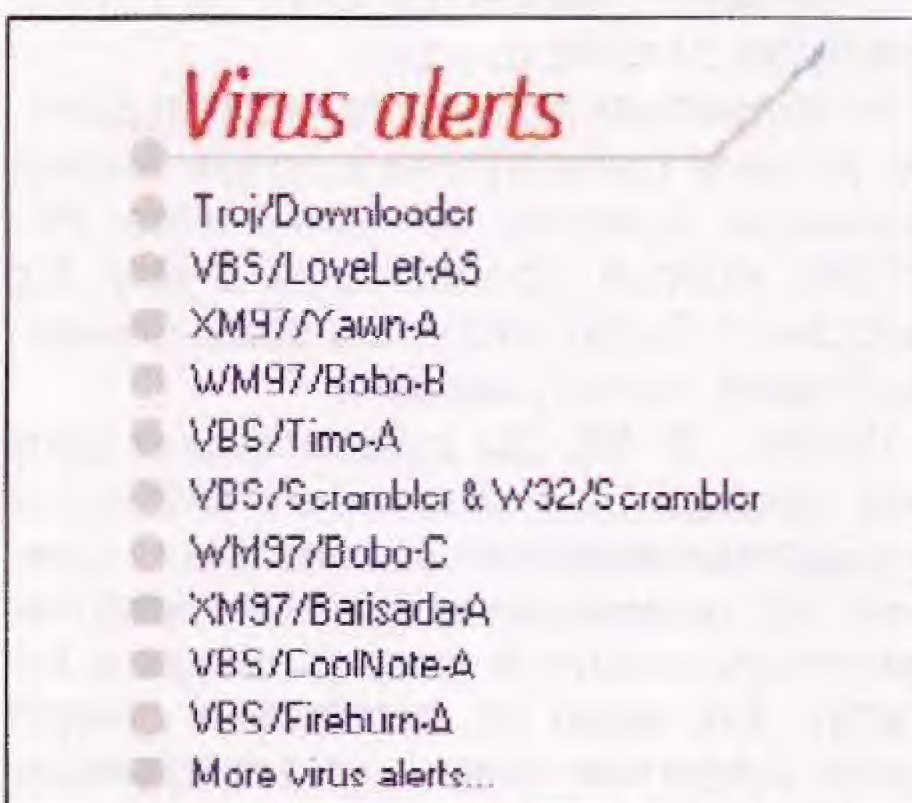 Virus alerts
Troj/Downloader
VBS/LoveLet-AS
XM97/Yawn-A
WM97/Bobo-B
VBS/Timo-A
VBS/Scrambler & W32/Scrambler
WM97/Bobo-C
XM97/Barisada-A
VBS/CoolNote-A
VBS/Fireburn-A
More virus alerts...